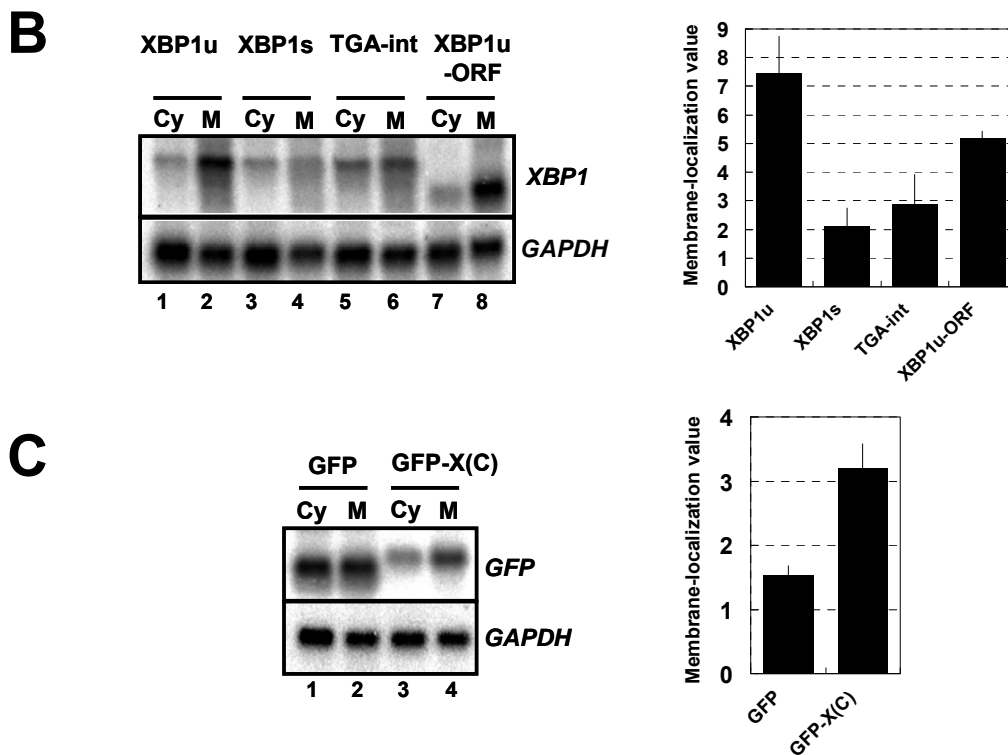 B
XBP1u XBP1s TGA-int XBP1u
-ORF
Cy M Cy M Cy M Cy M
XBP1
GAPDH
1 2 3 4 5 6 7 8
Membrane-localization value
9
8
7
6
5
4
3
2
1
0
XBP1u
XBP1s
TGA-int
XBP1u-ORF
C
GFP GFP-X(C)
Cy M Cy M
GFP
GAPDH
1 2 3 4
Membrane-localization value
4
3
2
1
0
GFP
GFP-X(C)